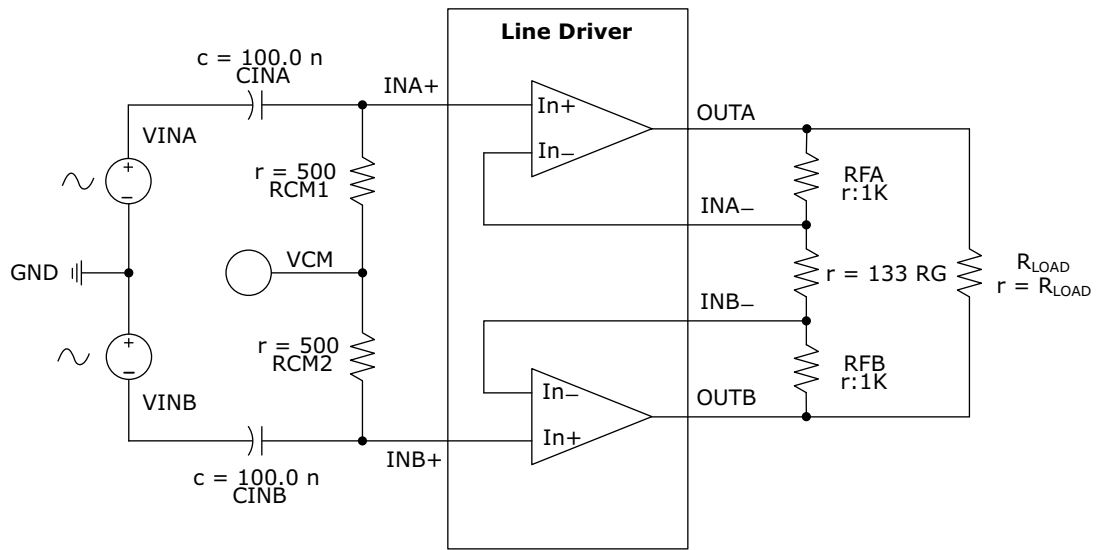 Line Driver
c = 100.0 n
CINA
INA+
In+
OUTA
VINA
+
−
In−
r = 500
RCM1
RFA
r:1K
INA−
GND
VCM
r = 133 RG
RLOAD
r = RLOAD
INB−
+
−
r = 500
RCM2
RFB
r:1K
In−
VINB
OUTB
In+
INB+
c = 100.0 n
CINB